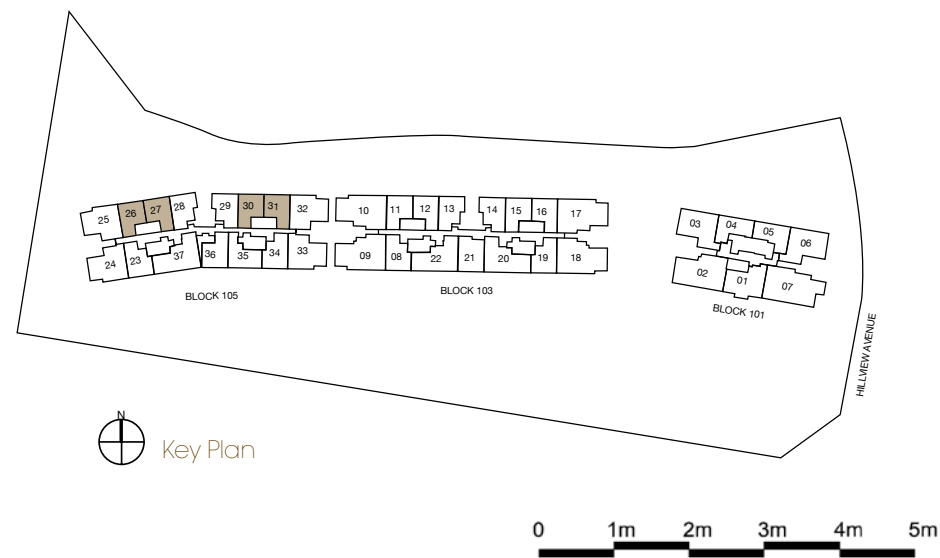 25 26 27 28 29 30 31 32 10 11 12 13 14 15 16 17 03 04 05 06
24 23 37 36 35 34 33 09 08 22 21 20 19 18 02 01 07
BLOCK 105
BLOCK 103
BLOCK 101
HILLVIEW AVENUE
N
Key Plan
0 1m 2m 3m 4m 5m